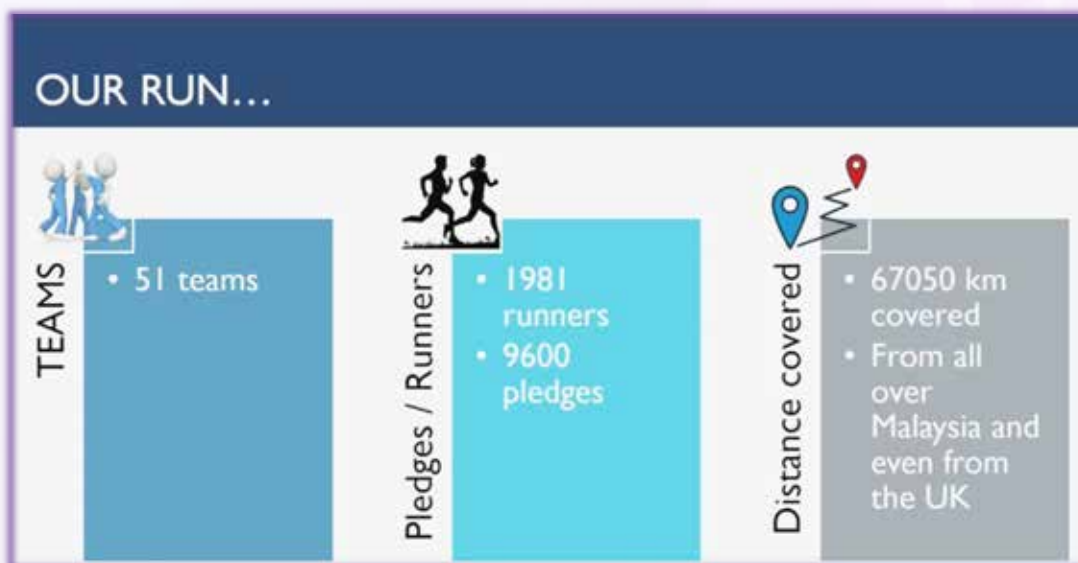 OUR RUN...
TEAMS
• 51 teams
Pledges / Runners
• 1981
runners
• 9600
pledges
Distance covered
• 67050 km
covered
• From all
over
Malaysia and
even from
the UK